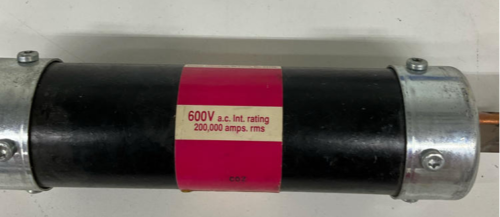 600V a.c. Int. rating
200,000 amps. rms